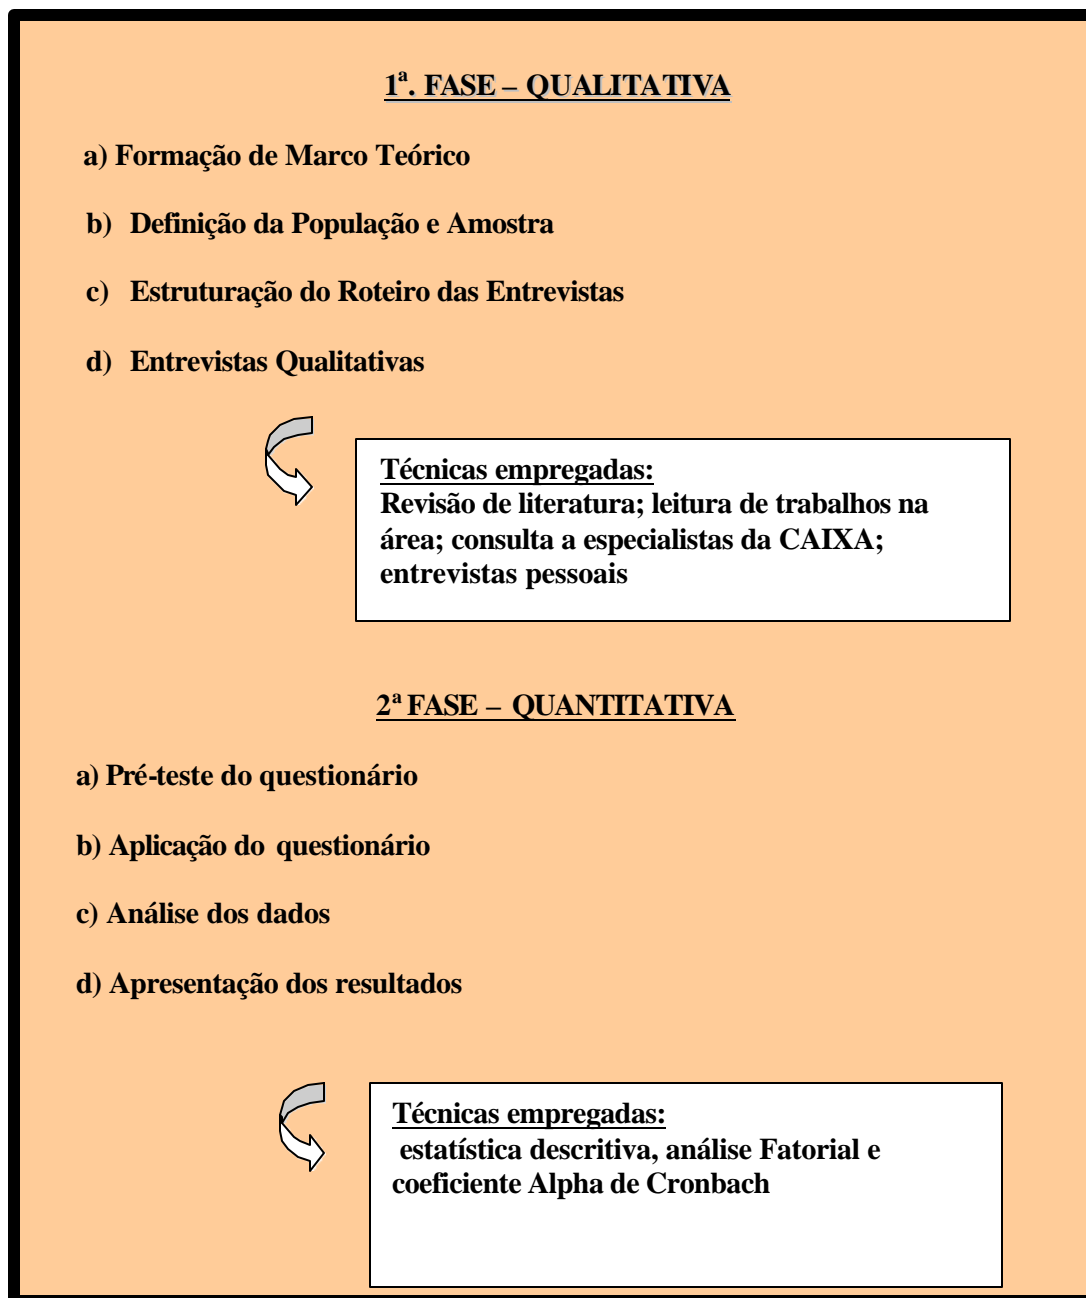 1ª. FASE – QUALITATIVA
a) Formação de Marco Teórico
b) Definição da População e Amostra
c) Estruturação do Roteiro das Entrevistas
d) Entrevistas Qualitativas
Técnicas empregadas:
Revisão de literatura; leitura de trabalhos na
área; consulta a especialistas da CAIXA;
entrevistas pessoais
2ª FASE – QUANTITATIVA
a) Pré-teste do questionário
b) Aplicação do questionário
c) Análise dos dados
d) Apresentação dos resultados
Técnicas empregadas:
estatística descritiva, análise Fatorial e
coeficiente Alpha de Cronbach